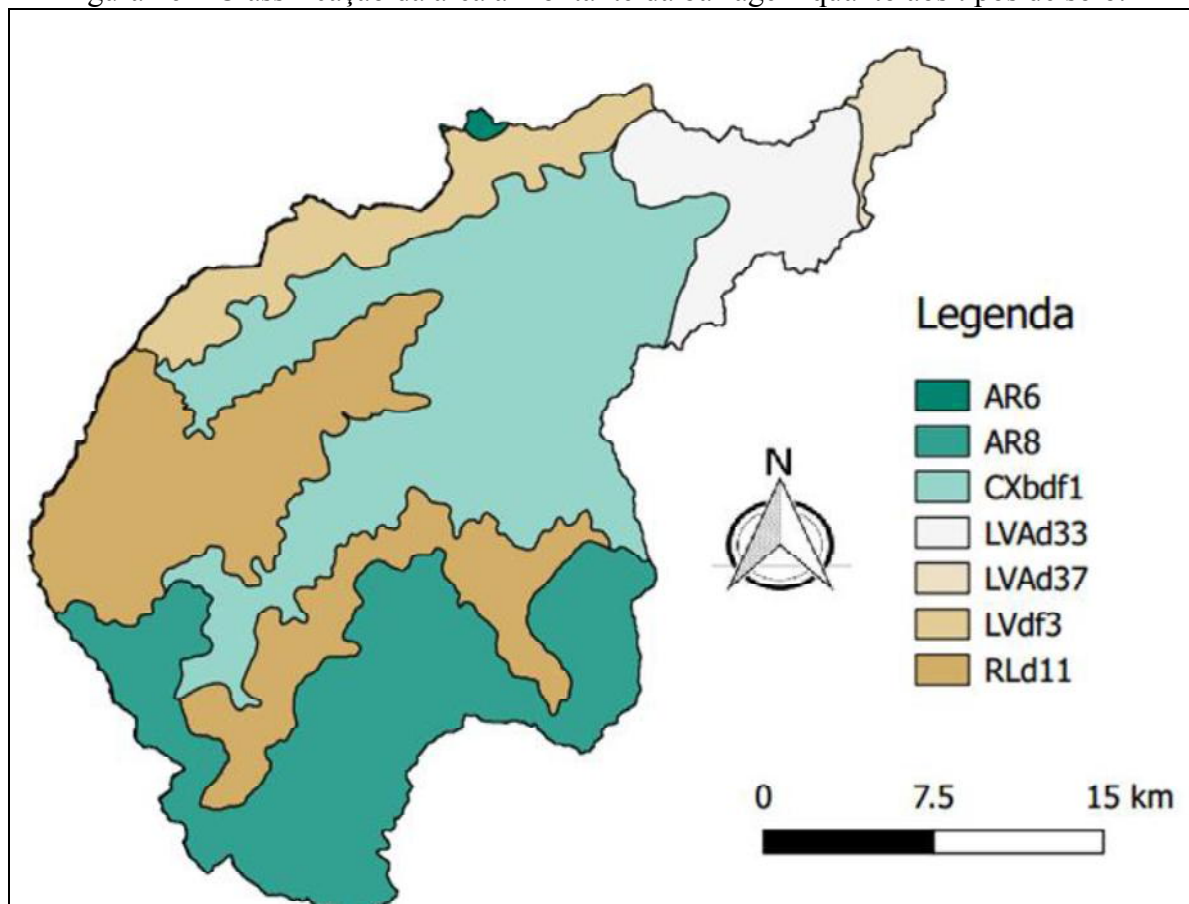 Legenda
AR6
AR8
CXbdf1
LVAd33
LVAd37
LVdf3
RLd11
N
0 7.5 15 km